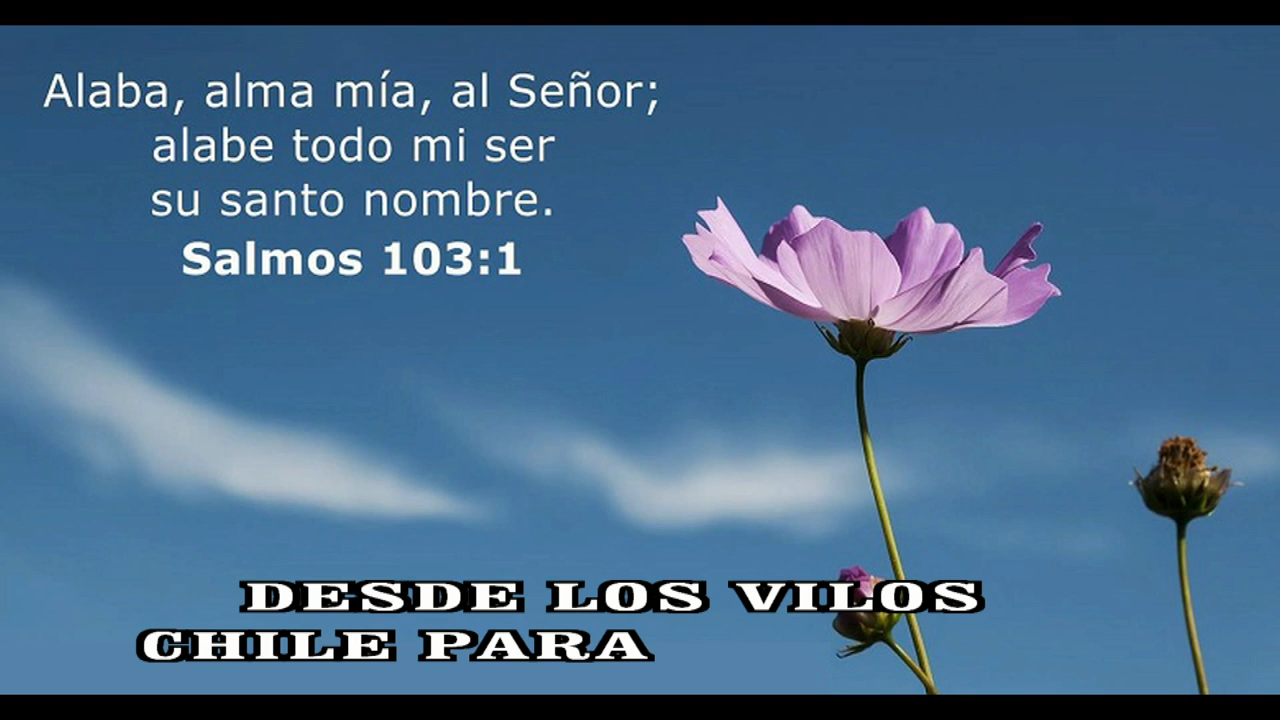 Alaba, alma mía, al Señor;
alabe todo mi ser
su santo nombre.
Salmos 103:1
DESDE LOS VILOS
CHILE PARA